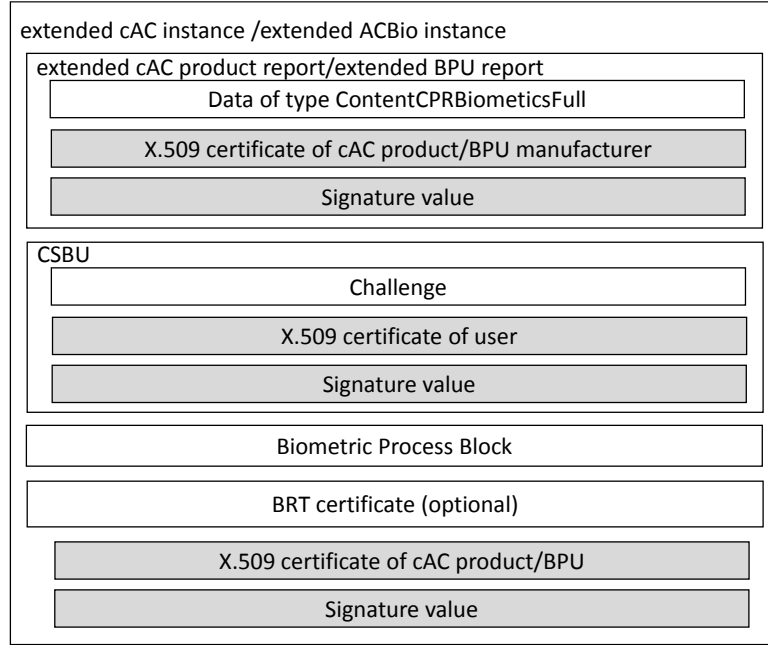 extended cAC instance /extended ACBio instance
extended cAC product report/extended BPU report
Data of type ContentCPRBiometicsFull
X.509 certificate of cAC product/BPU manufacturer
Signature value
CSBU
Challenge
X.509 certificate of user
Signature value
Biometric Process Block
BRT certificate (optional)
X.509 certificate of cAC product/BPU
Signature value